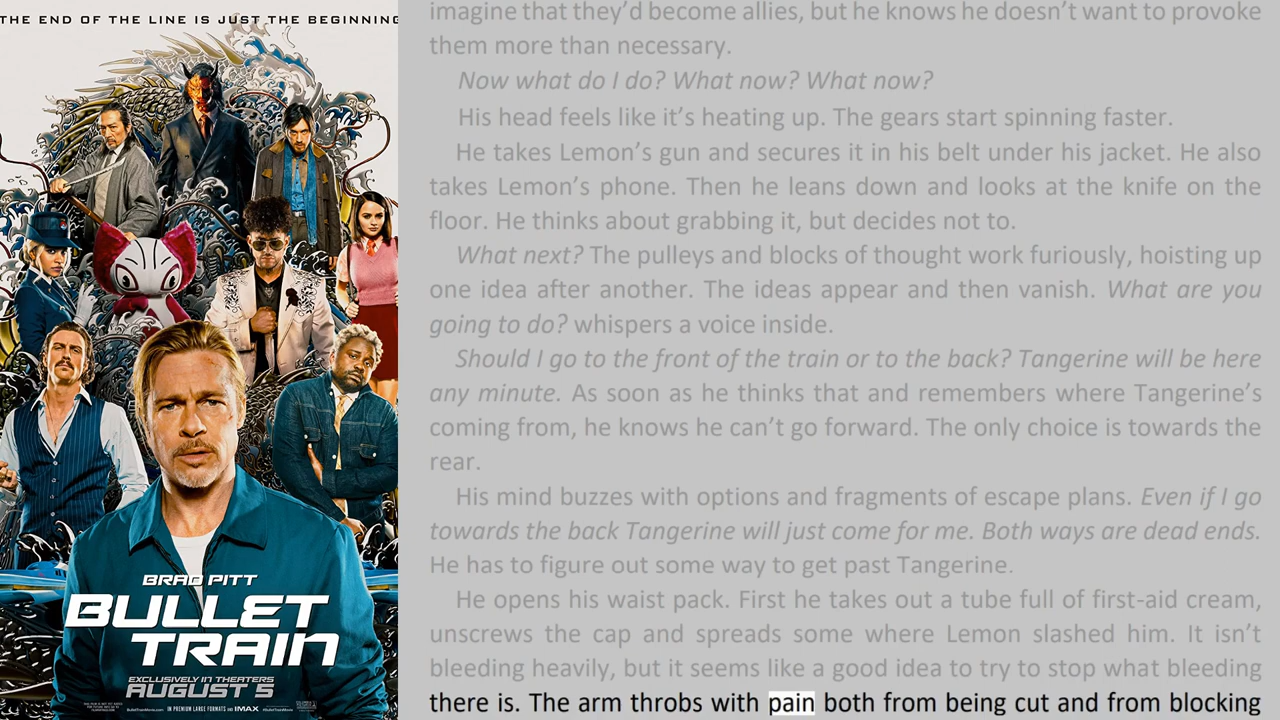 THE END OF THE LINE IS JUST THE BEGINNING
BRAD PITT
BULLET
TRAIN
EXCLUSIVELY IN THEATERS
AUGUST 5
BulletTrainMovie.com
IN PREMIUM LARGE FORMATS AND IMAX
#BulletTrainMovie
imagine that they’d become allies, but he knows he doesn’t want to provoke
them more than necessary.
Now what do I do? What now? What now?
His head feels like it’s heating up. The gears start spinning faster.
He takes Lemon’s gun and secures it in his belt under his jacket. He also
takes Lemon’s phone. Then he leans down and looks at the knife on the
floor. He thinks about grabbing it, but decides not to.
What next? The pulleys and blocks of thought work furiously, hoisting up
one idea after another. The ideas appear and then vanish. What are you
going to do? whispers a voice inside.
Should I go to the front of the train or to the back? Tangerine will be here
any minute. As soon as he thinks that and remembers where Tangerine’s
coming from, he knows he can’t go forward. The only choice is towards the
rear.
His mind buzzes with options and fragments of escape plans. Even if I go
towards the back Tangerine will just come for me. Both ways are dead ends.
He has to figure out some way to get past Tangerine.
He opens his waist pack. First he takes out a tube full of first-aid cream,
unscrews the cap and spreads some where Lemon slashed him. It isn’t
bleeding heavily, but it seems like a good idea to try to stop what bleeding
there is. The arm throbs with pain both from being cut and from blocking